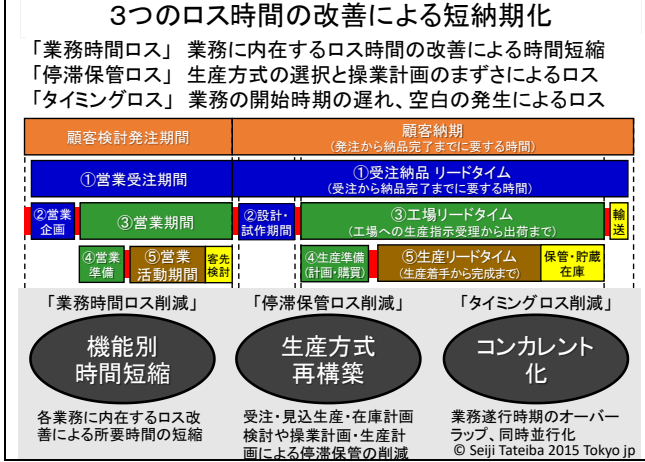 ３つのロス時間の改善による短納期化
「業務時間ロス」 業務に内在するロス時間の改善による時間短縮
「停滞保管ロス」 生産方式の選択と操業計画のまずさによるロス
「タイミングロス」 業務の開始時期の遅れ、空白の発生によるロス
顧客検討発注期間
顧客納期
（発注から納品完了までに要する時間）
①営業受注期間
①受注納品 リードタイム
（受注から納品完了までに要する時間）
②営業
企画
③営業期間
②設計・
試作期間
③工場リードタイム
（工場への生産指示受理から出荷まで）
輸
送
④営業
準備
⑤営業
活動期間
客先
検討
④生産準備
（計画・購買）
⑤生産リードタイム
（生産着手から完成まで）
保管・貯蔵
在庫
「業務時間ロス削減」
「停滞保管ロス削減」
「タイミングロス削減」
機能別
時間短縮
生産方式
再構築
コンカレント
化
各業務に内在するロス改
善による所要時間の短縮
受注・見込生産・在庫計画
検討や操業計画・生産計
画による停滞保管の削減
業務遂行時期のオーバー
ラップ、同時並行化
© Seiji Tateiba 2015 Tokyo jp